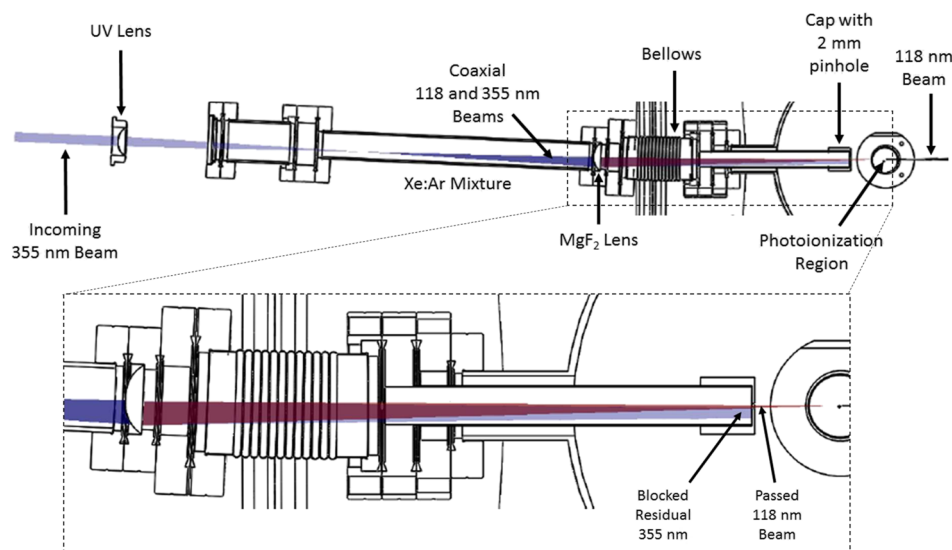 UV Lens
Coaxial
118 and 355 nm
Beams
Bellows
Cap with
2 mm
pinhole
118 nm
Beam
Xe:Ar Mixture
Incoming
355 nm Beam
MgF₂ Lens
Photoionization
Region
Blocked
Residual
355 nm
Passed
118 nm
Beam